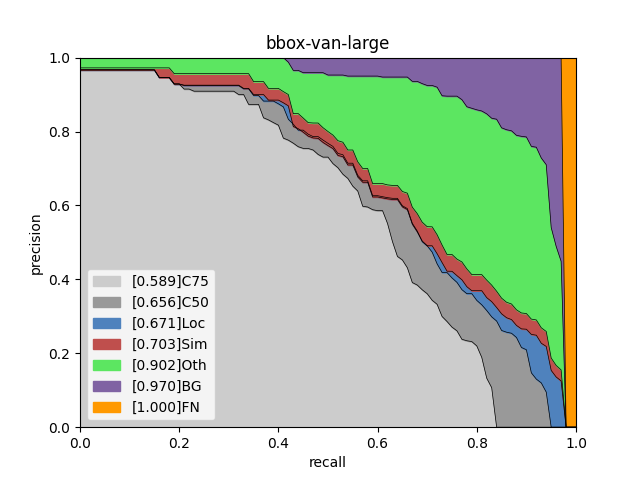 bbox-van-large
precision
1.0
0.8
0.6
0.4
0.2
0.0
[0.589]C75
[0.656]C50
[0.671]Loc
[0.703]Sim
[0.902]Oth
[0.970]BG
[1.000]FN
0.0 0.2 0.4 0.6 0.8 1.0
recall